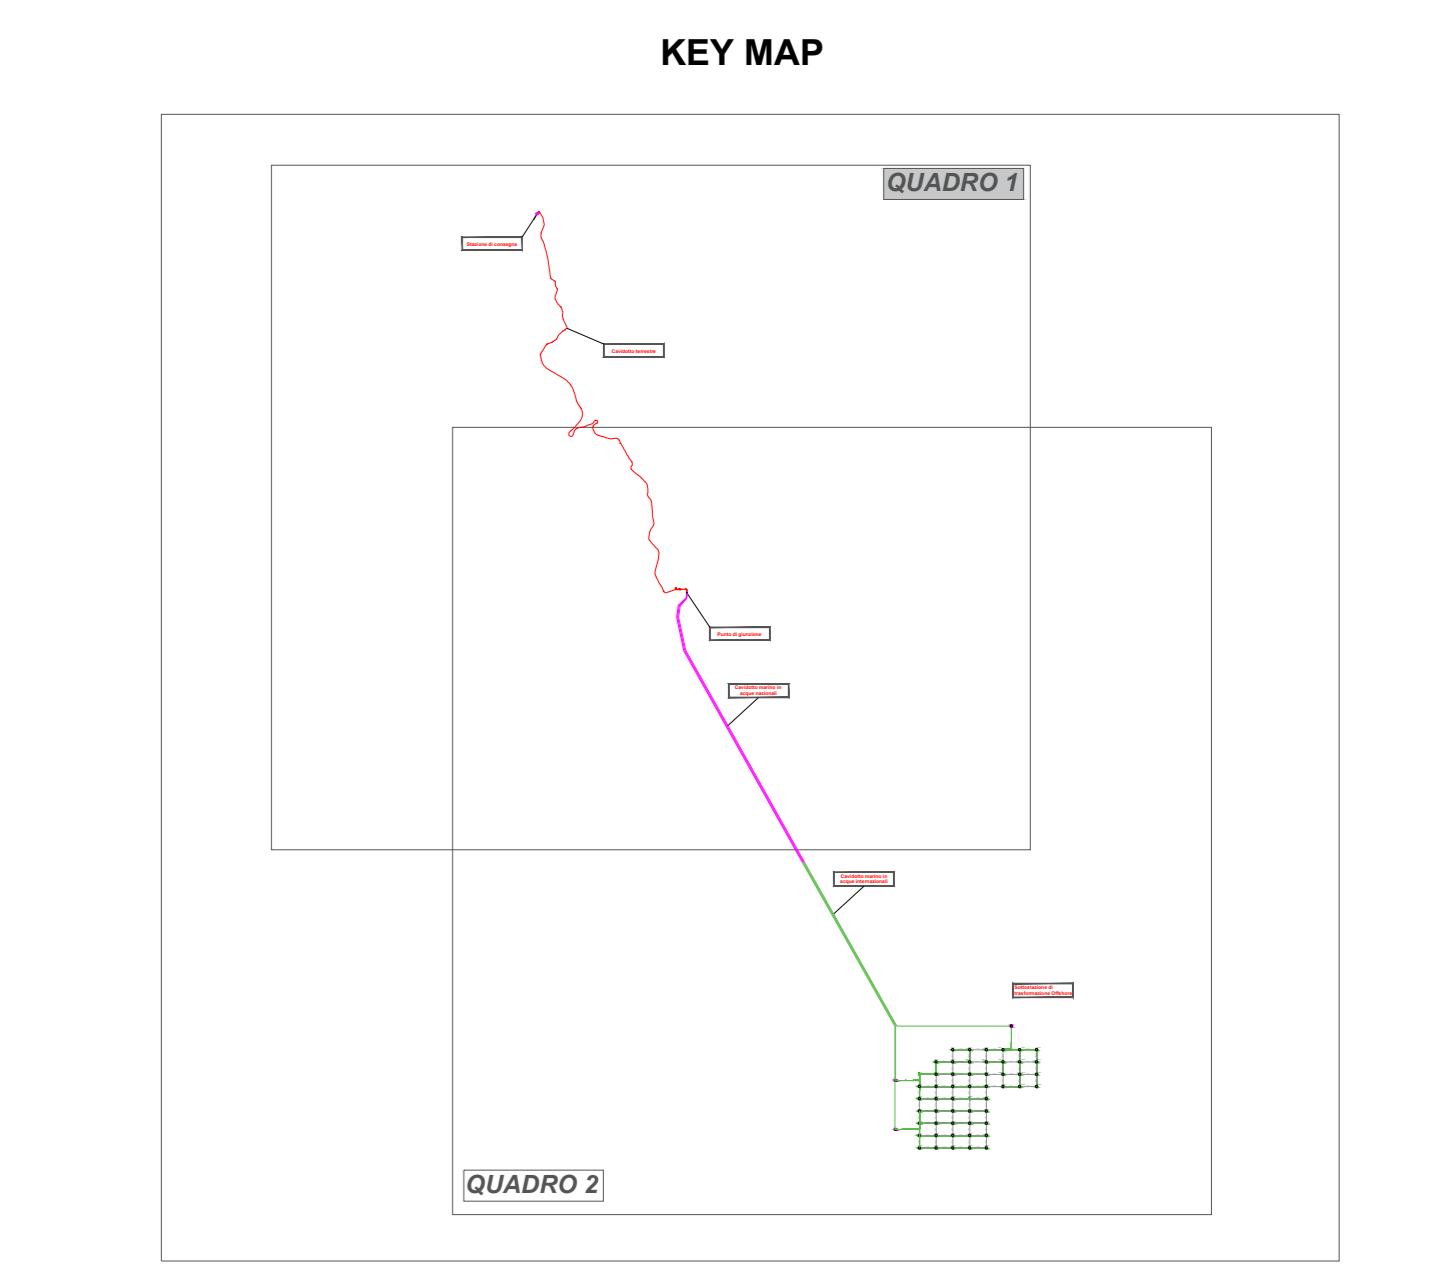 KEY MAP
QUADRO 1
Stazione di consegna
Cavidotto terrestre
Punto di giunzione
Cavidotto marino in
acque nazionali
Cavidotto marino in
acque internazionali
Sottostazione di
trasformazione Offshore
QUADRO 2